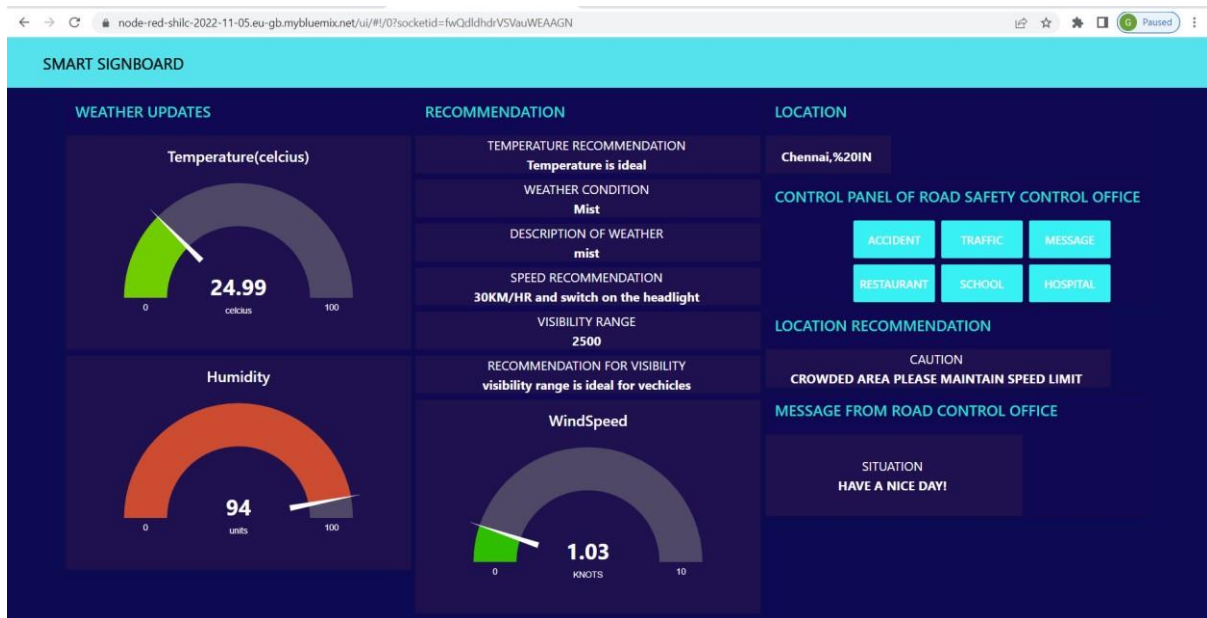 node-red-shilc-2022-11-05.eu-gb.mybluemix.net/ui/#!/0?socketid=fwQdldhdrVSVauWEAAGN
G
Paused
SMART SIGNBOARD
WEATHER UPDATES
Temperature(celcius)
24.99
celcius
0
100
Humidity
94
units
0
100
RECOMMENDATION
TEMPERATURE RECOMMENDATION
Temperature is ideal
WEATHER CONDITION
Mist
DESCRIPTION OF WEATHER
mist
SPEED RECOMMENDATION
30KM/HR and switch on the headlight
VISIBILITY RANGE
2500
RECOMMENDATION FOR VISIBILITY
visibility range is ideal for vechicles
WindSpeed
1.03
KNOTS
0
10
LOCATION
Chennai,%20IN
CONTROL PANEL OF ROAD SAFETY CONTROL OFFICE
ACCIDENT TRAFFIC MESSAGE
RESTAURANT SCHOOL HOSPITAL
LOCATION RECOMMENDATION
CAUTION
CROWDED AREA PLEASE MAINTAIN SPEED LIMIT
MESSAGE FROM ROAD CONTROL OFFICE
SITUATION
HAVE A NICE DAY!